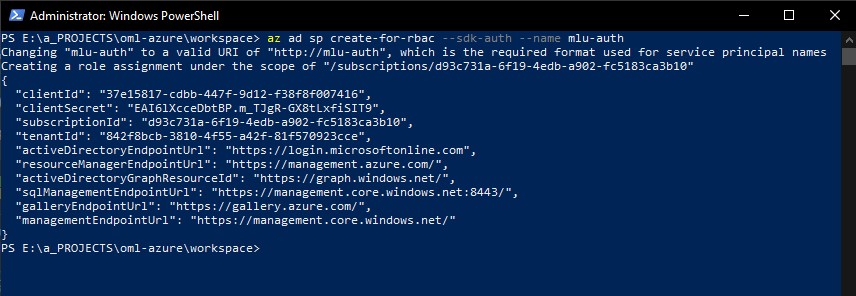 Administrator: Windows PowerShell
PS E:\a_PROJECTS\oml-azure\workspace> az ad sp create-for-rbac --sdk-auth --name mlu-auth
Changing "mlu-auth" to a valid URI of "http://mlu-auth", which is the required format used for service principal names
Creating a role assignment under the scope of "/subscriptions/d93c731a-6f19-4edb-a902-fc5183ca3b10"
{
  "clientId": "37e15817-cdbb-447f-9d12-f38f8f007416",
  "clientSecret": "EAI6lXcceDbtBP.m_TJgR-GX8tLxfiSIT9",
  "subscriptionId": "d93c731a-6f19-4edb-a902-fc5183ca3b10",
  "tenantId": "842f8bcb-3810-4f55-a42f-81f570923cce",
  "activeDirectoryEndpointUrl": "https://login.microsoftonline.com",
  "resourceManagerEndpointUrl": "https://management.azure.com/",
  "activeDirectoryGraphResourceId": "https://graph.windows.net/",
  "sqlManagementEndpointUrl": "https://management.core.windows.net:8443/",
  "galleryEndpointUrl": "https://gallery.azure.com/",
  "managementEndpointUrl": "https://management.core.windows.net/"
}
PS E:\a_PROJECTS\oml-azure\workspace>